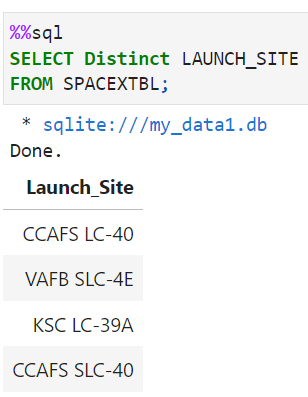 %%sql
SELECT Distinct LAUNCH_SITE
FROM SPACEXTBL;
* sqlite:///my_data1.db
Done.
Launch_Site
CCAFS LC-40
VAFB SLC-4E
KSC LC-39A
CCAFS SLC-40